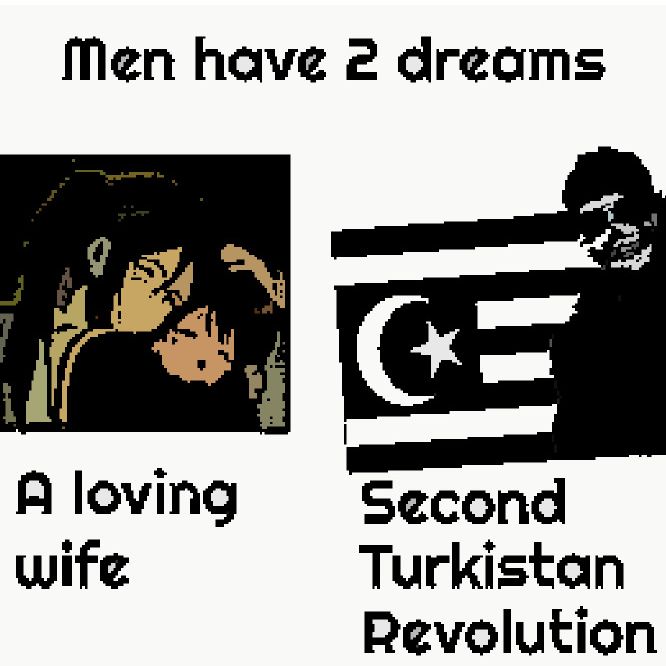 Men have 2 dreams
A loving
wife
Second
Turkistan
Revolution